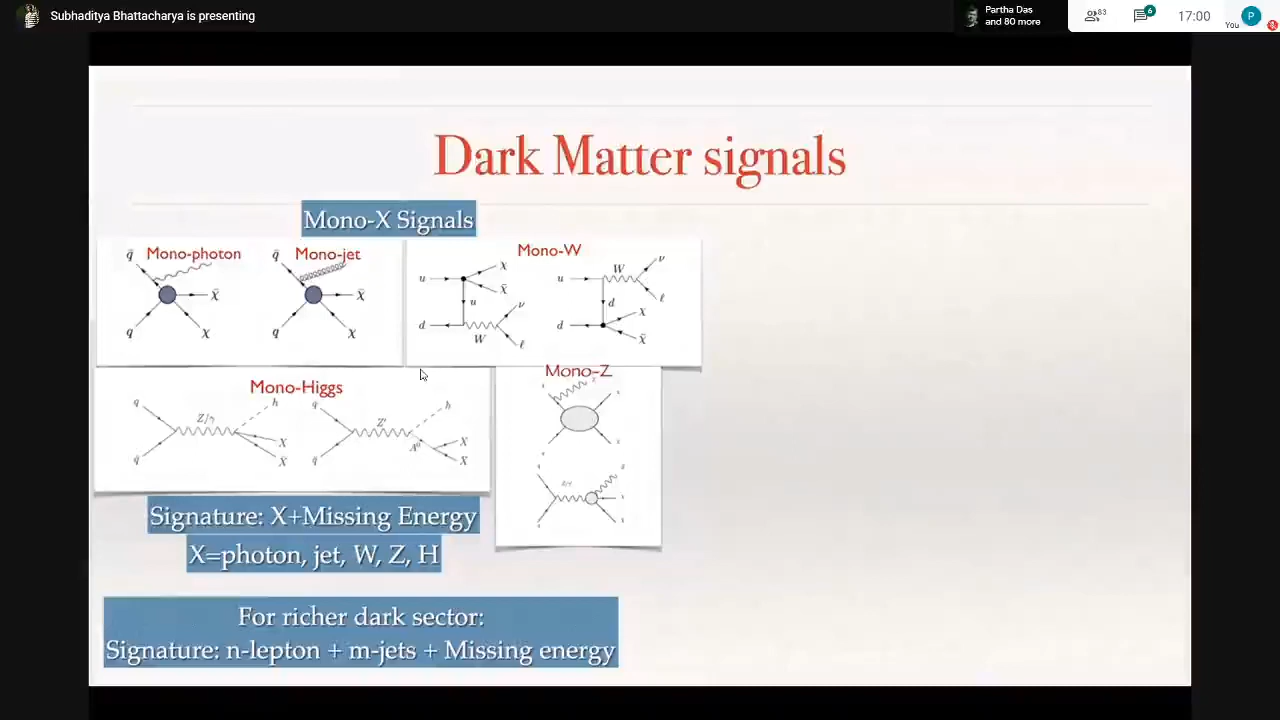 Subhaditya Bhattacharya is presenting
Partha Das
and 80 more
83
6
17:00
You
P
Dark Matter signals
Mono-X Signals
Mono-photon
Mono-jet
Mono-W
q̄
χ̄
q
χ
q̄
χ̄
q
χ
u
χ
χ̄
u
ν
d
W
ℓ
u
W
ν
d
ℓ
χ
d
χ̄
Mono-Higgs
Mono-Z
q
Z/γ
h
χ
q̄
χ̄
q
Z'
h
A⁰
χ
q̄
χ̄
Signature: X+Missing Energy
X=photon, jet, W, Z, H
For richer dark sector:
Signature: n-lepton + m-jets + Missing energy